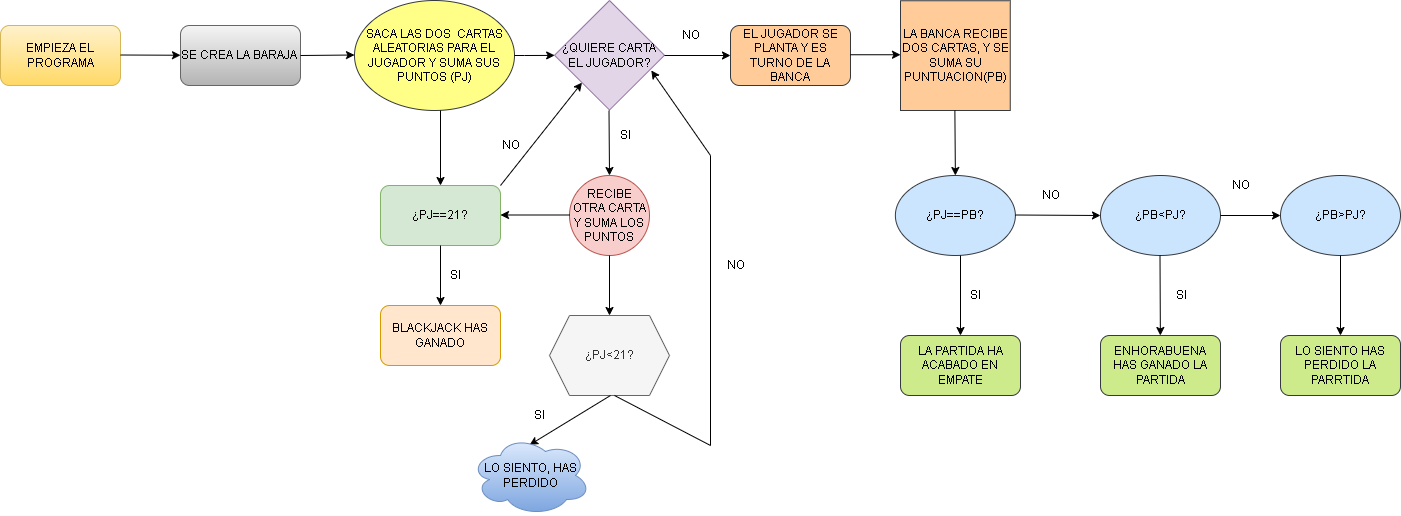 EMPIEZA EL
PROGRAMA
SE CREA LA BARAJA
SACA LAS DOS CARTAS
ALEATORIAS PARA EL
JUGADOR Y SUMA SUS
PUNTOS (PJ)
¿QUIERE CARTA
EL JUGADOR?
NO
EL JUGADOR SE
PLANTA Y ES
TURNO DE LA
BANCA
LA BANCA RECIBE
DOS CARTAS, Y SE
SUMA SU
PUNTUACION(PB)
NO
SI
¿PJ==21?
RECIBE
OTRA CARTA
Y SUMA LOS
PUNTOS
¿PJ==PB?
NO
¿PB<PJ?
NO
¿PB>PJ?
SI
BLACKJACK HAS
GANADO
NO
¿PJ<21?
SI
LO SIENTO, HAS
PERDIDO
SI
SI
LA PARTIDA HA
ACABADO EN
EMPATE
ENHORABUENA
HAS GANADO LA
PARTIDA
LO SIENTO HAS
PERDIDO LA
PARRTIDA